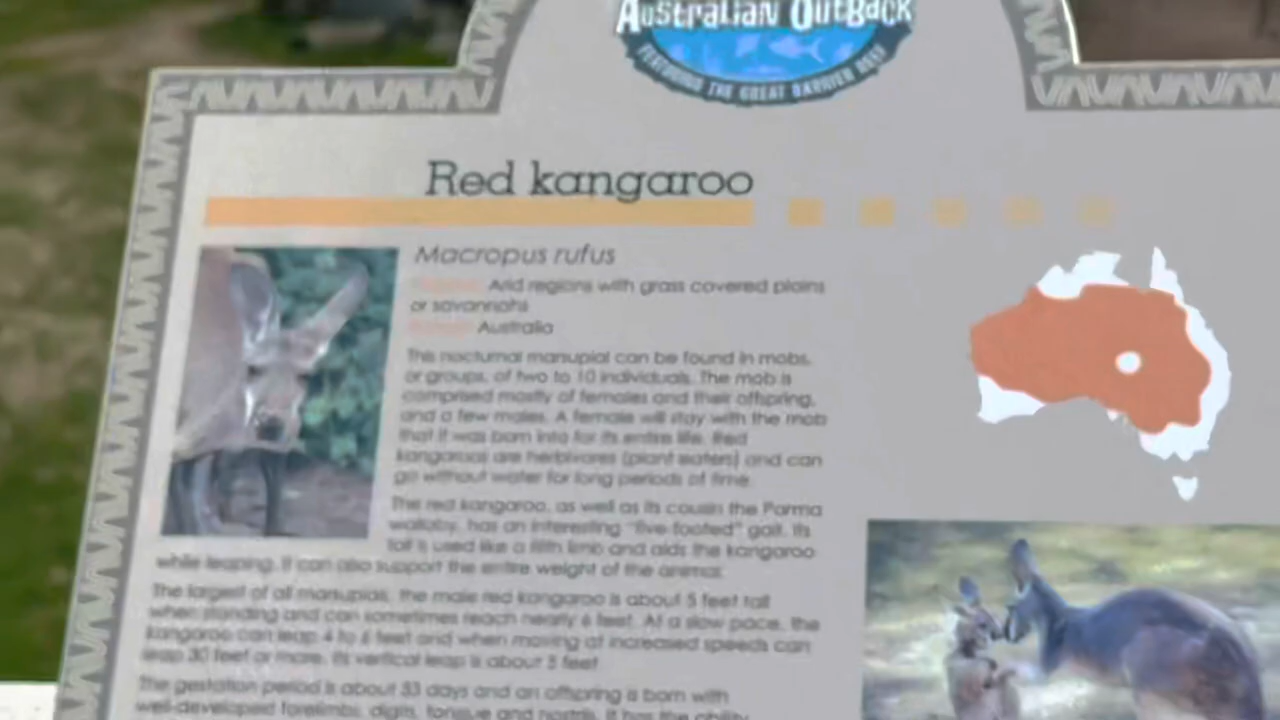 AUSTRALIAN OUTBACK
FEATURING THE GREAT BARRIER REEF
Red kangaroo
Macropus rufus
Arid regions with grass covered plains
or savannahs
Australia
This nocturnal marsupial can be found in mobs,
or groups, of two to 10 individuals. The mob is
comprised mostly of females and their offspring,
and a few males. A female will stay with the mob
that it was born into for its entire life. Red
kangaroos are herbivores (plant eaters) and can
go without water for long periods of time.
The red kangaroo, as well as its cousin the Parma
wallaby, has an interesting "five-footed" gait. Its
tail is used like a fifth limb and aids the kangaroo
while leaping. It can also support the entire weight of the animal.
The largest of all marsupials, the male red kangaroo is about 5 feet tall
when standing and can sometimes reach nearly 6 feet. At a slow pace, the
kangaroo can leap 4 to 6 feet and when moving at increased speeds can
leap 30 feet or more. Its vertical leap is about 5 feet.
The gestation period is about 33 days and an offspring is born with
well-developed forelimbs, digits, tongue and nostrils. It has the ability